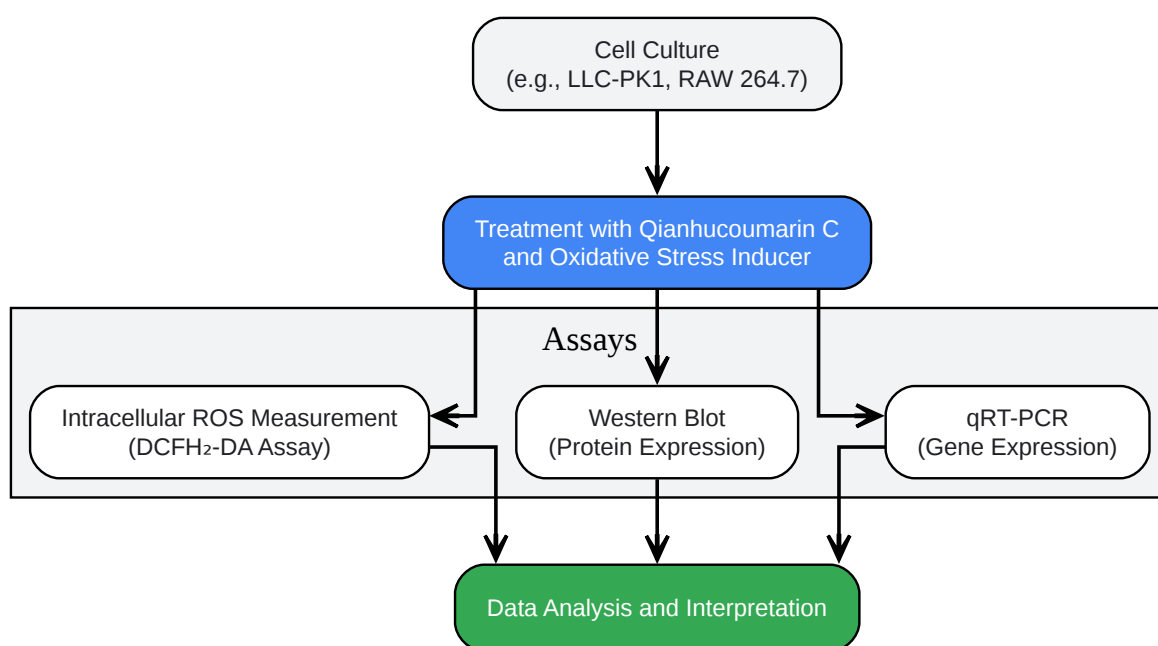 Cell Culture
(e.g., LLC-PK1, RAW 264.7)
Treatment with Qianhucoumarin C
and Oxidative Stress Inducer
Assays
Intracellular ROS Measurement
(DCFH₂-DA Assay)
Western Blot
(Protein Expression)
qRT-PCR
(Gene Expression)
Data Analysis and Interpretation